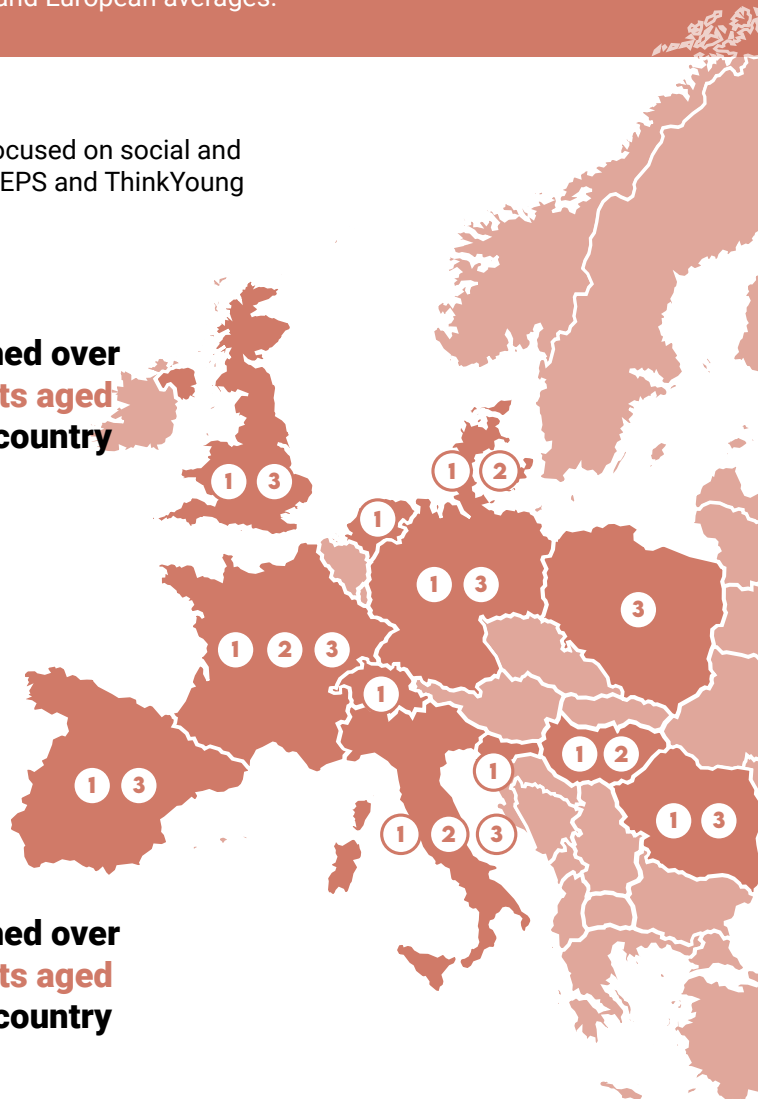 and European averages.
ocused on social and
EPS and ThinkYoung
ned over
ts aged
country
1 3
1 2
1
1 3
3
1 2 3
1
1 2
1
1 3
1 3
1 2 3
ned over
ts aged
country